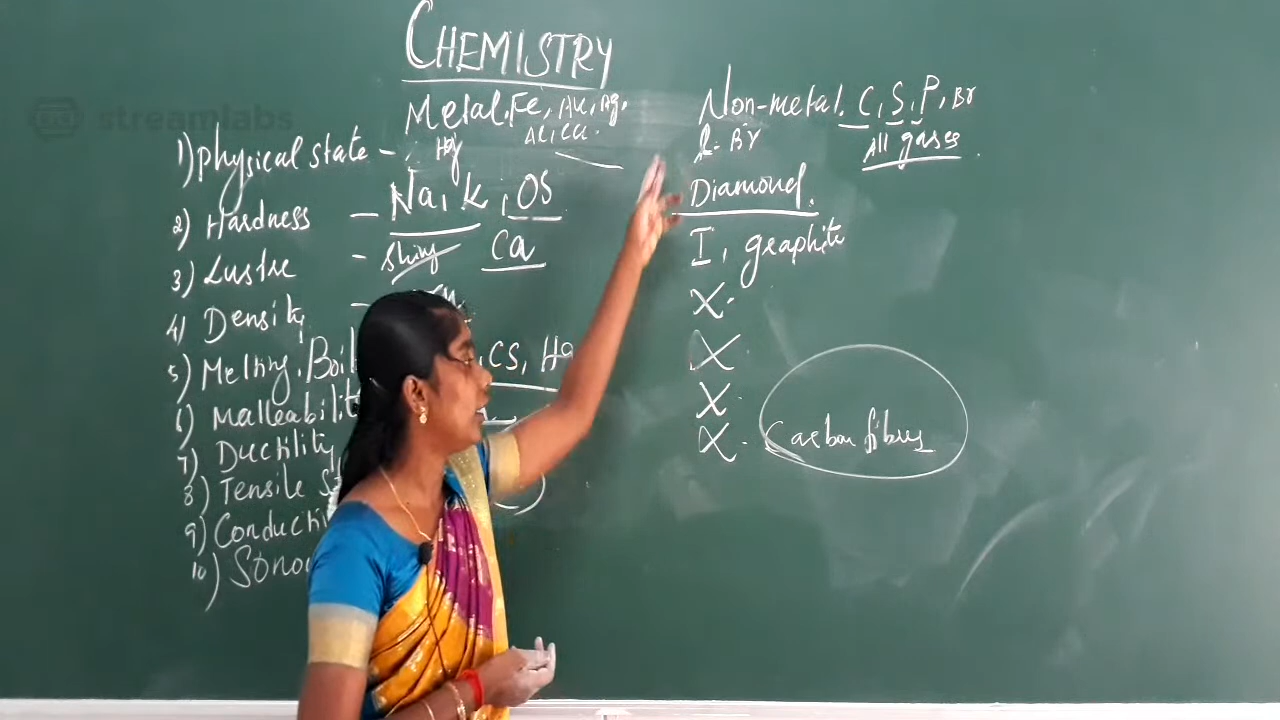 CHEMISTRY
streamlabs
Metal. Fe, Au, Ag,
Al, Cu.
Non-metal. C, S, P, Br
All gases.
1) Physical state - Hg
l- Br
2) Hardness - Na, K, OS
Diamond.
3) Lustre - Shiny Ca
I, graphite
4) Density -
X.
5) Melting. Boil , CS, Hg
X
6) Malleabilit
X
7) Ductility
X. Carbon fibres
8) Tensile S
9) Conducti
10) Sono